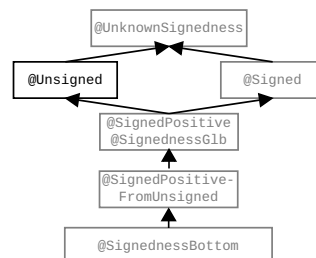 @UnknownSignedness
@Unsigned
@Signed
@SignedPositive
@SignednessGlb
@SignedPositive-
FromUnsigned
@SignednessBottom